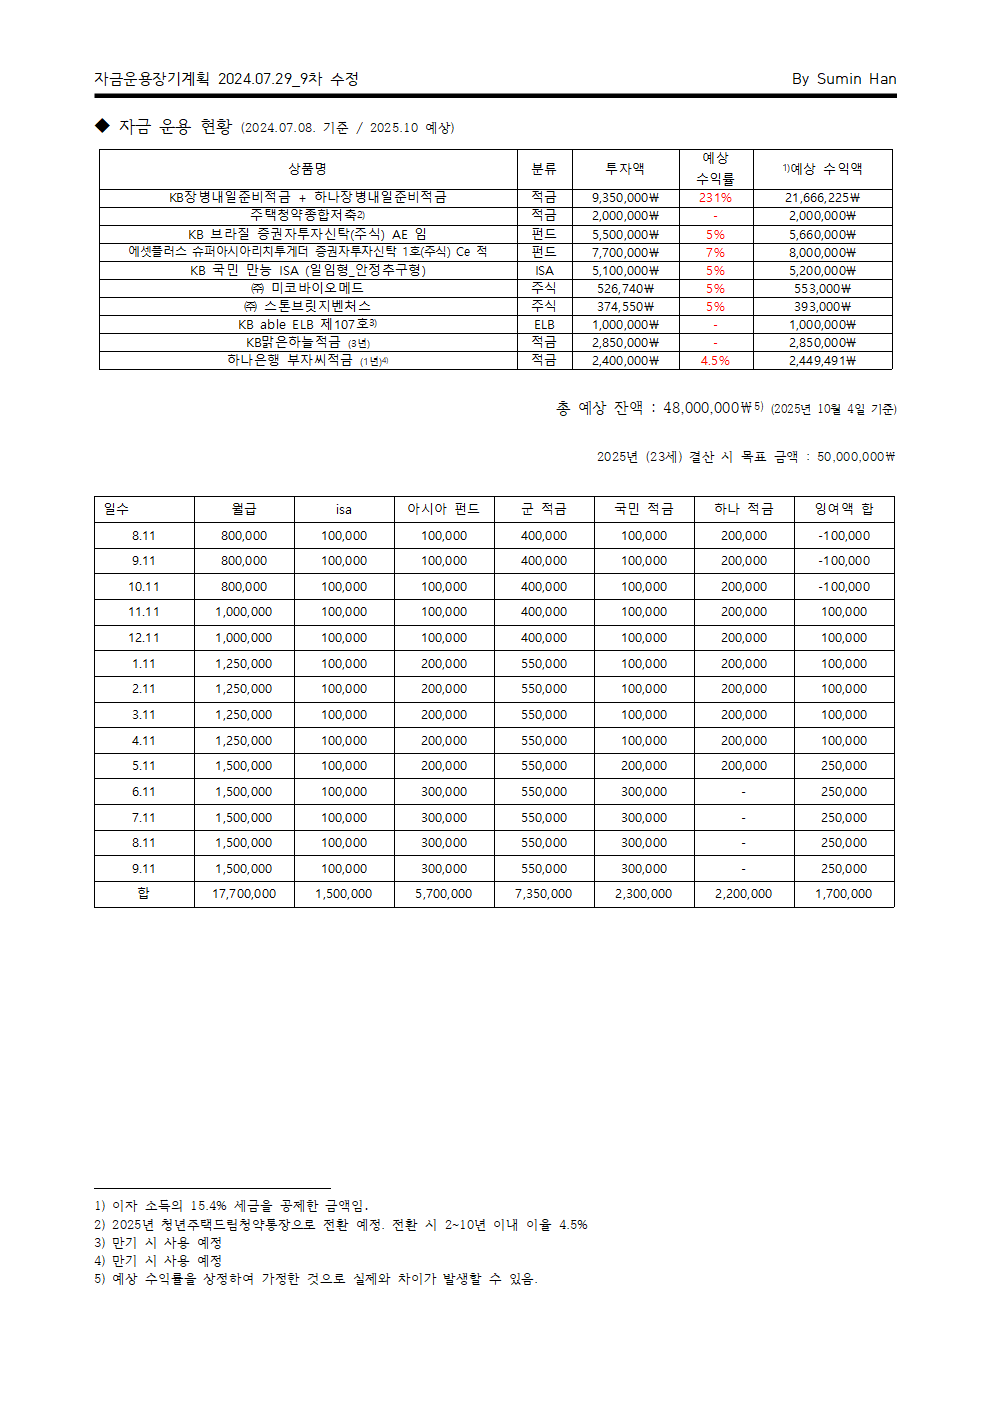 자금운용장기계획 2024.07.29_9차 수정 By Sumin Han
◆ 자금 운용 현황 (2024.07.08. 기준 / 2025.10 예상)
상품명 분류 투자액 예상 수익률 1)예상 수익액
KB장병내일준비적금 + 하나장병내일준비적금 적금 9,350,000₩ 231% 21,666,225₩
주택청약종합저축2) 적금 2,000,000₩ - 2,000,000₩
KB 브라질 증권자투자신탁(주식) AE 임 펀드 5,500,000₩ 5% 5,660,000₩
에셋플러스 슈퍼아시아리치투게더 증권자투자신탁 1호(주식) Ce 적 펀드 7,700,000₩ 7% 8,000,000₩
KB 국민 만능 ISA (일임형_안정추구형) ISA 5,100,000₩ 5% 5,200,000₩
㈜ 미코바이오메드 주식 526,740₩ 5% 553,000₩
㈜ 스톤브릿지벤처스 주식 374,550₩ 5% 393,000₩
KB able ELB 제107호3) ELB 1,000,000₩ - 1,000,000₩
KB맑은하늘적금 (3년) 적금 2,850,000₩ - 2,850,000₩
하나은행 부자씨적금 (1년)4) 적금 2,400,000₩ 4.5% 2,449,491₩
총 예상 잔액 : 48,000,000₩5) (2025년 10월 4일 기준)
2025년 (23세) 결산 시 목표 금액 : 50,000,000₩
일수 월급 isa 아시아 펀드 군 적금 국민 적금 하나 적금 잉여액 합
8.11 800,000 100,000 100,000 400,000 100,000 200,000 -100,000
9.11 800,000 100,000 100,000 400,000 100,000 200,000 -100,000
10.11 800,000 100,000 100,000 400,000 100,000 200,000 -100,000
11.11 1,000,000 100,000 100,000 400,000 100,000 200,000 100,000
12.11 1,000,000 100,000 100,000 400,000 100,000 200,000 100,000
1.11 1,250,000 100,000 200,000 550,000 100,000 200,000 100,000
2.11 1,250,000 100,000 200,000 550,000 100,000 200,000 100,000
3.11 1,250,000 100,000 200,000 550,000 100,000 200,000 100,000
4.11 1,250,000 100,000 200,000 550,000 100,000 200,000 100,000
5.11 1,500,000 100,000 200,000 550,000 200,000 200,000 250,000
6.11 1,500,000 100,000 300,000 550,000 300,000 - 250,000
7.11 1,500,000 100,000 300,000 550,000 300,000 - 250,000
8.11 1,500,000 100,000 300,000 550,000 300,000 - 250,000
9.11 1,500,000 100,000 300,000 550,000 300,000 - 250,000
합 17,700,000 1,500,000 5,700,000 7,350,000 2,300,000 2,200,000 1,700,000
1) 이자 소득의 15.4% 세금을 공제한 금액임.
2) 2025년 청년주택드림청약통장으로 전환 예정. 전환 시 2~10년 이내 이율 4.5%
3) 만기 시 사용 예정
4) 만기 시 사용 예정
5) 예상 수익률을 상정하여 가정한 것으로 실제와 차이가 발생할 수 있음.